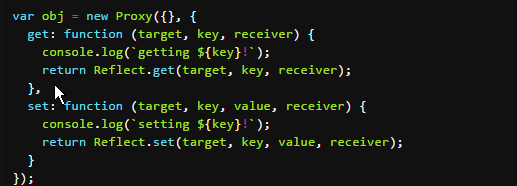 var obj = new Proxy({}, {
  get: function (target, key, receiver) {
    console.log(`getting ${key}!`);
    return Reflect.get(target, key, receiver);
  },
  set: function (target, key, value, receiver) {
    console.log(`setting ${key}!`);
    return Reflect.set(target, key, value, receiver);
  }
});